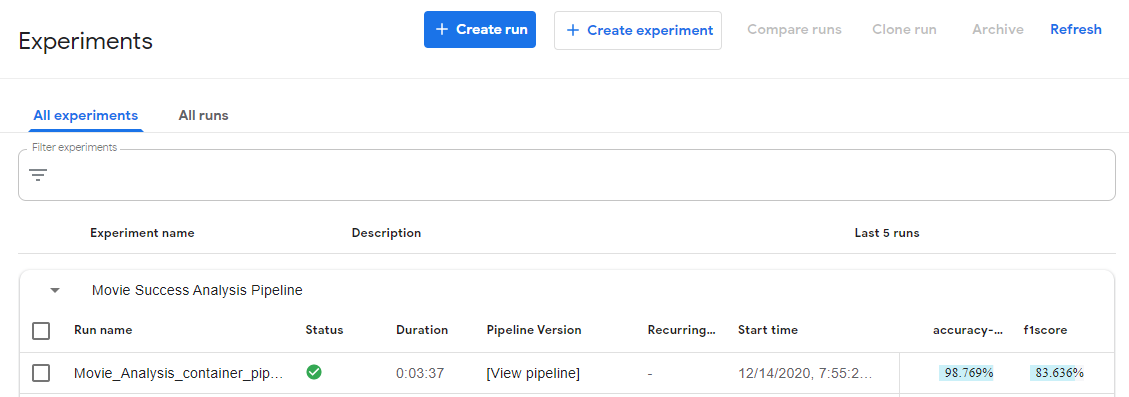 Experiments
+ Create run
+ Create experiment
Compare runs
Clone run
Archive
Refresh
All experiments
All runs
Filter experiments
Experiment name
Description
Last 5 runs
Movie Success Analysis Pipeline
Run name
Status
Duration
Pipeline Version
Recurring...
Start time
accuracy-...
f1score
Movie_Analysis_container_pip...
0:03:37
[View pipeline]
-
12/14/2020, 7:55:2...
98.769%
83.636%